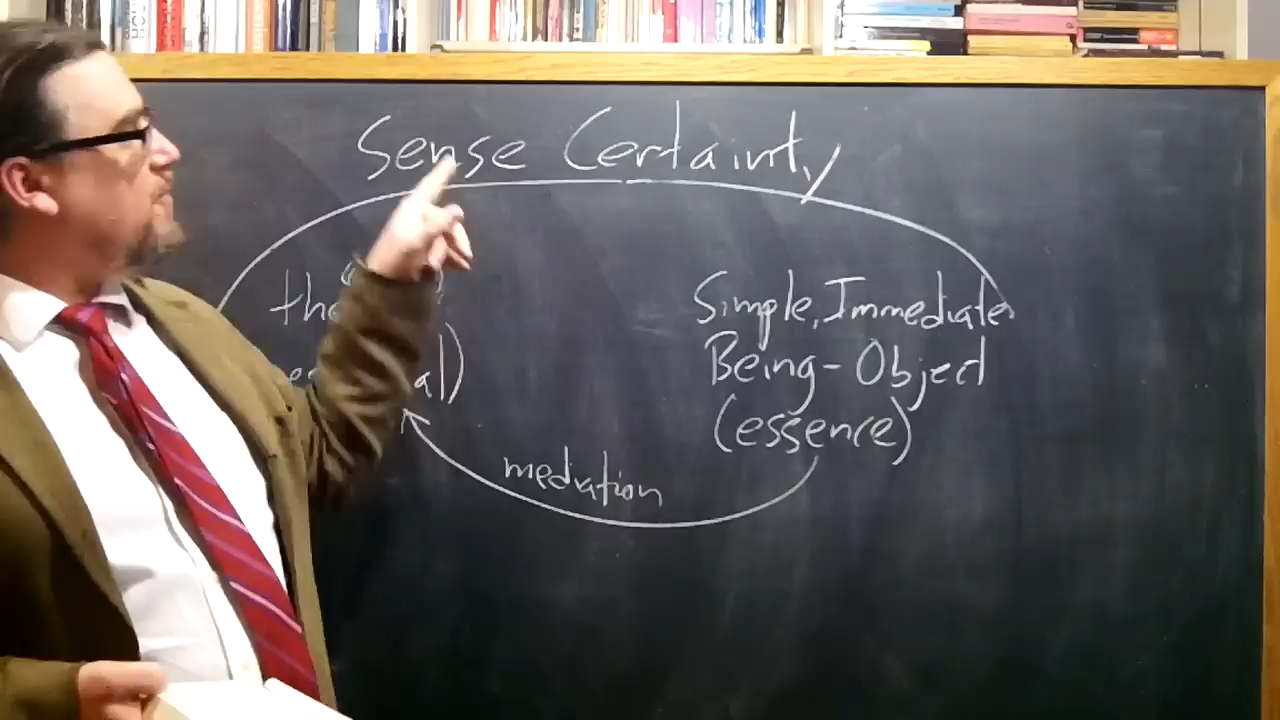 Sense Certainty
Simple, Immediate
Being-Object
(essence)
mediation